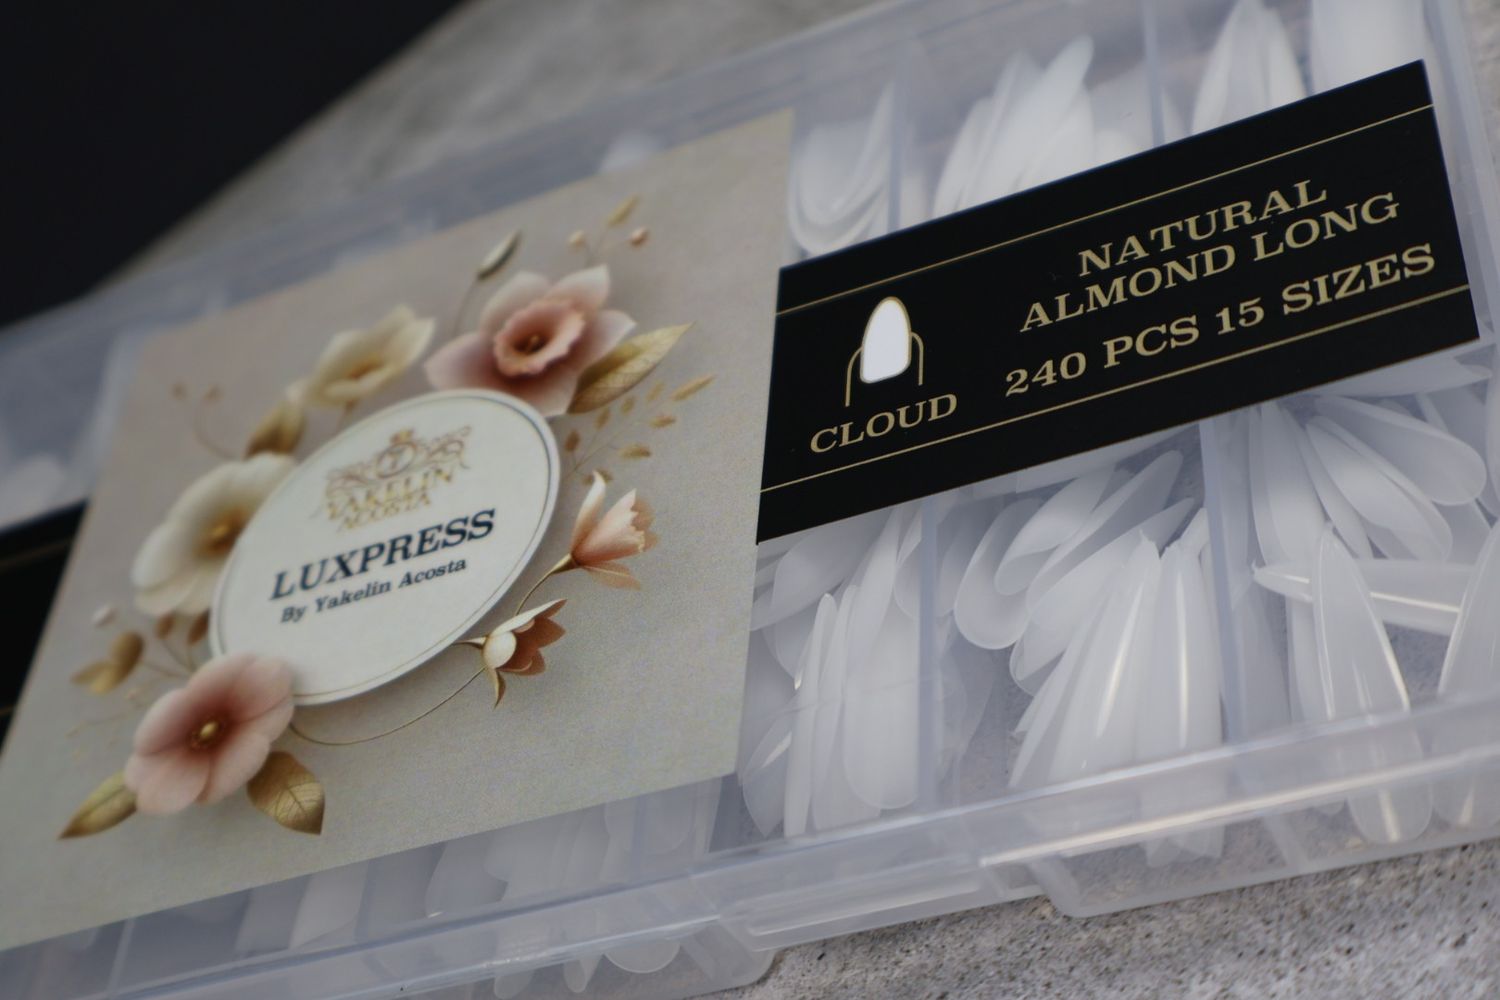 YAKELIN
ACOSTA
LUXPRESS
By Yakelin Acosta
CLOUD
NATURAL
ALMOND LONG
240 PCS 15 SIZES